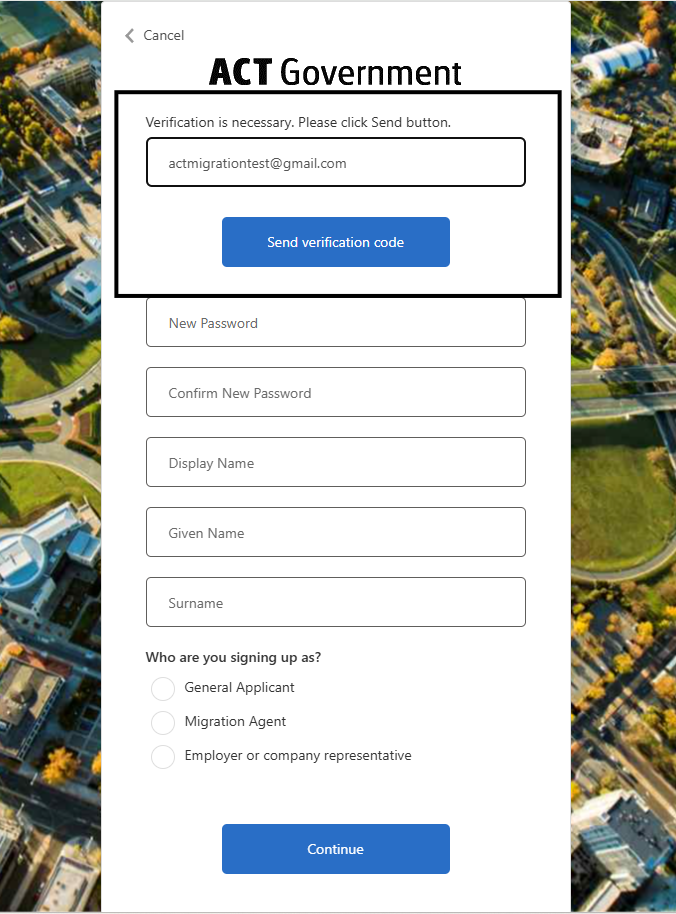 Cancel
ACT Government
Verification is necessary. Please click Send button.
actmigrationtest@gmail.com
Send verification code
New Password
Confirm New Password
Display Name
Given Name
Surname
Who are you signing up as?
General Applicant
Migration Agent
Employer or company representative
Continue